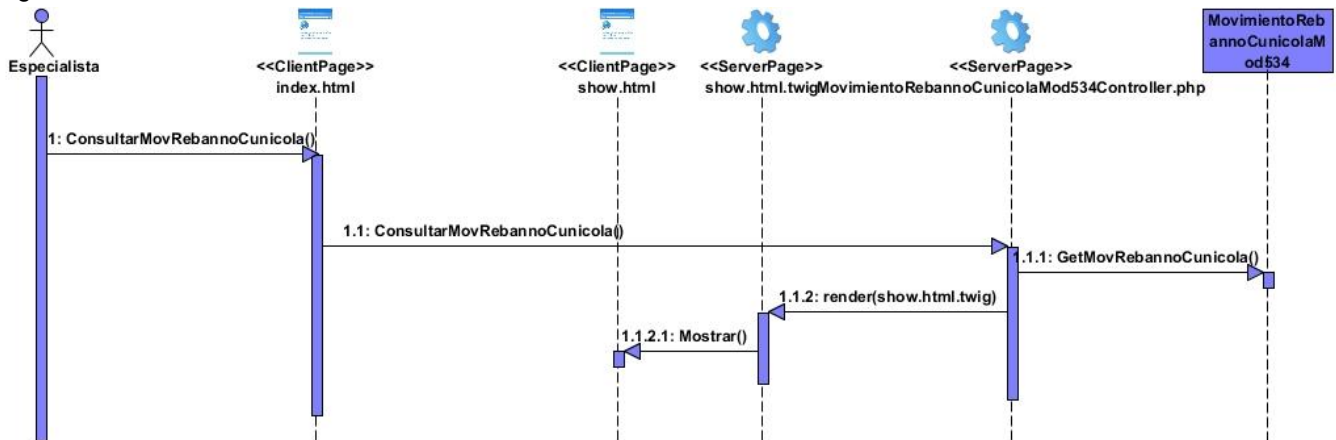 Especialista
<<ClientPage>>
index.html
<<ClientPage>>
show.html
<<ServerPage>>
show.html.twig
<<ServerPage>>
MovimientoRebannoCunicolaMod534Controller.php
MovimientoReb
annoCunicolaM
od534
1: ConsultarMovRebannoCunicola()
1.1: ConsultarMovRebannoCunicola()
1.1.1: GetMovRebannoCunicola()
1.1.2: render(show.html.twig)
1.1.2.1: Mostrar()